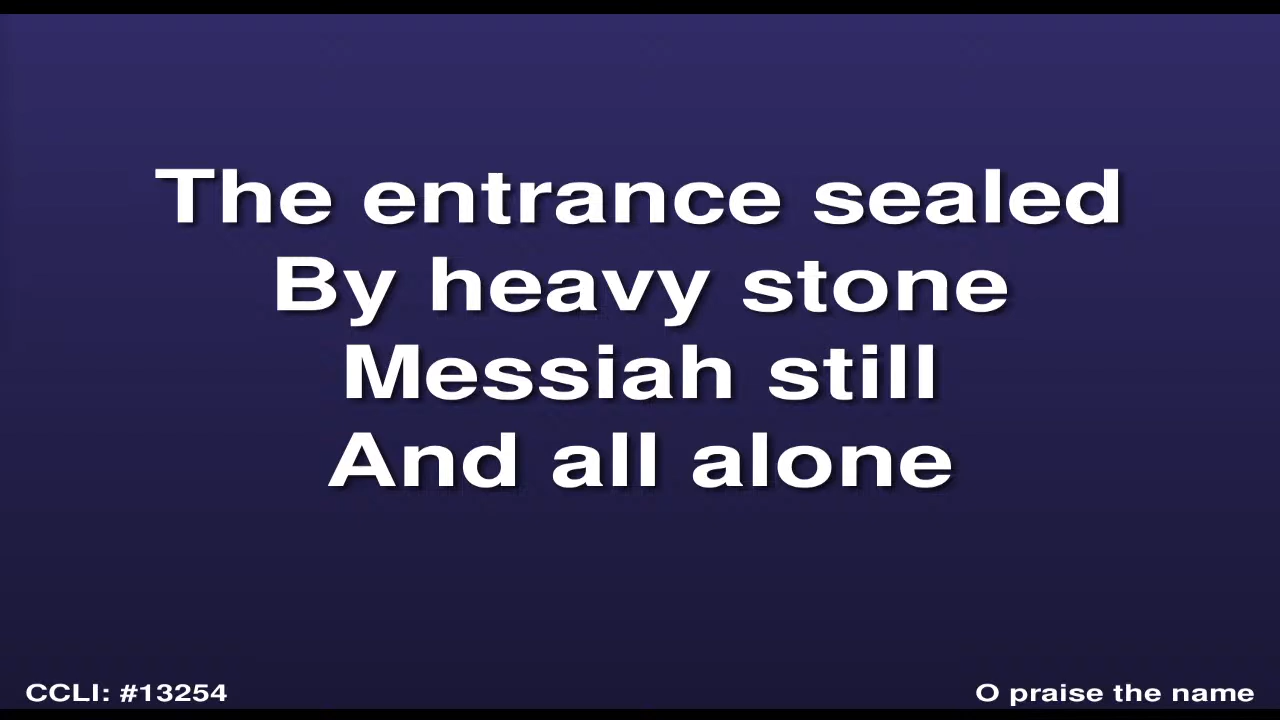 The entrance sealed
By heavy stone
Messiah still
And all alone
CCLI: #13254
O praise the name